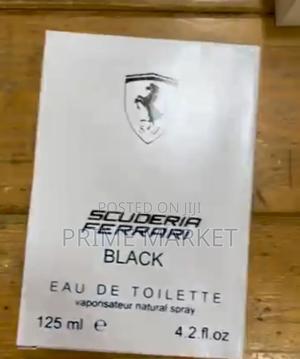 SF
POSTED ON JIJI
SCUDERIA
FERRARI
PRIME MARKET
BLACK
EAU DE TOILETTE
vaporisateur natural spray
125 ml e
4.2.fl.oz